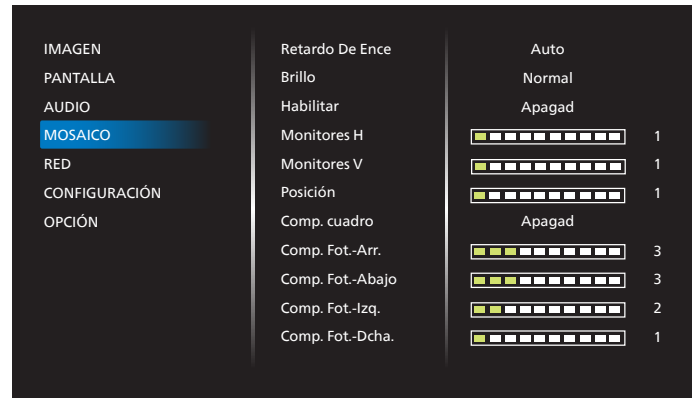 IMAGEN
PANTALLA
AUDIO
MOSAICO
RED
CONFIGURACIÓN
OPCIÓN
Retardo De Ence Auto
Brillo Normal
Habilitar Apagad
Monitores H 1
Monitores V 1
Posición 1
Comp. cuadro Apagad
Comp. Fot.-Arr. 3
Comp. Fot.-Abajo 3
Comp. Fot.-Izq. 2
Comp. Fot.-Dcha. 1